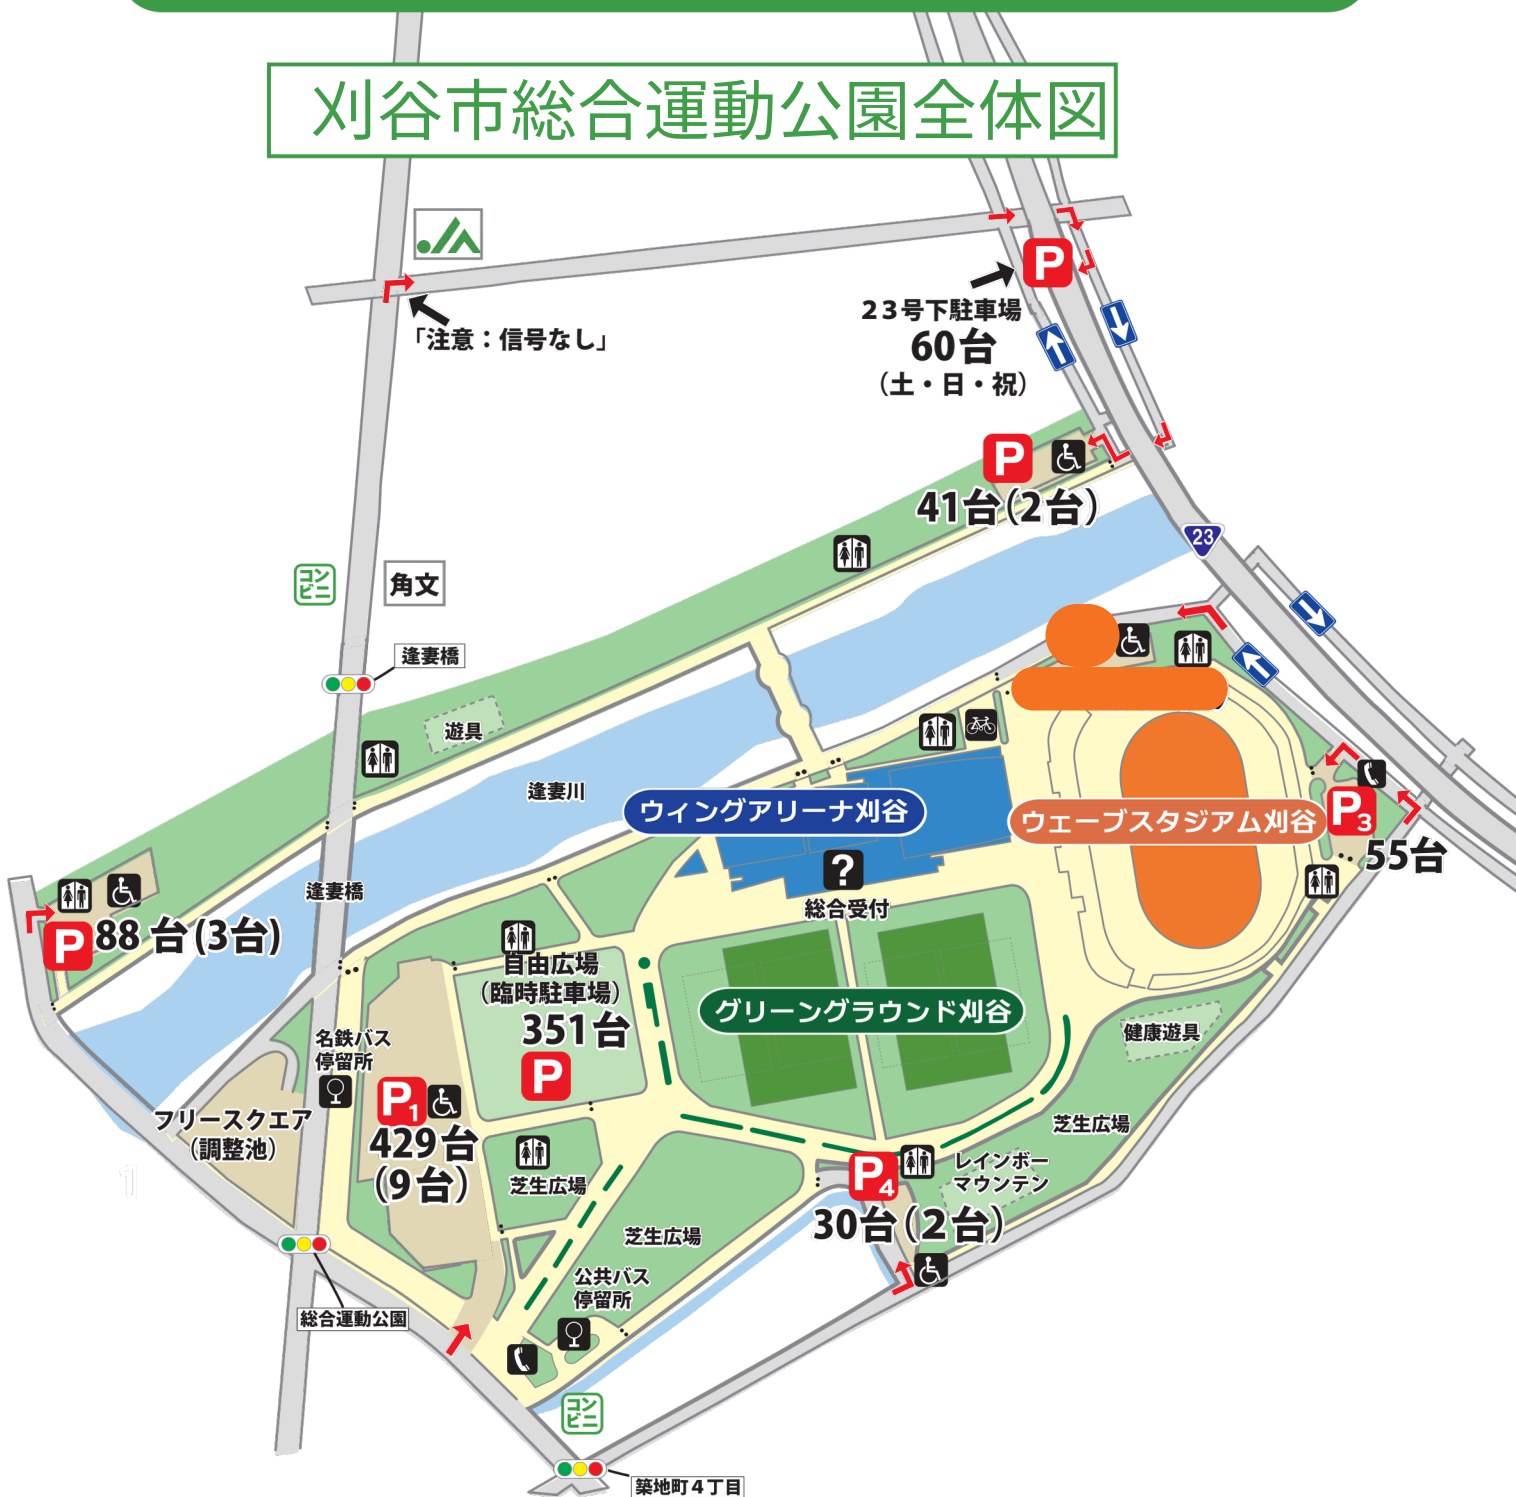 刈谷市総合運動公園全体図
「注意：信号なし」
P
２３号下駐車場
60台
（土・日・祝）
P
41台(2台)
23
コン
ビニ
角文
逢妻橋
遊具
逢妻川
ウィングアリーナ刈谷
ウェーブスタジアム刈谷
P3
55台
?
総合受付
逢妻橋
P
88台(3台)
自由広場
（臨時駐車場）
351台
P
グリーングラウンド刈谷
健康遊具
名鉄バス
停留所
P1
429台
(9台)
フリースクエア
（調整池）
1
芝生広場
芝生広場
P4
30台(2台)
レインボー
マウンテン
芝生広場
公共バス
停留所
総合運動公園
コン
ビニ
築地町４丁目